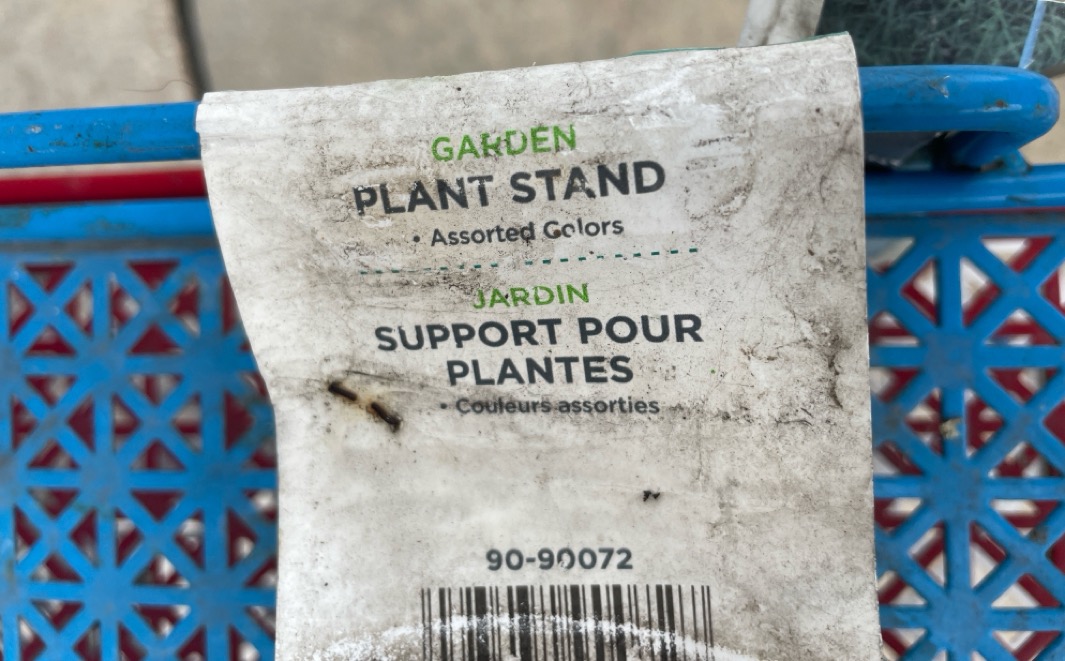 GARDEN
PLANT STAND
• Assorted Colors
JARDIN
SUPPORT POUR
PLANTES
• Couleurs assorties
90-90072